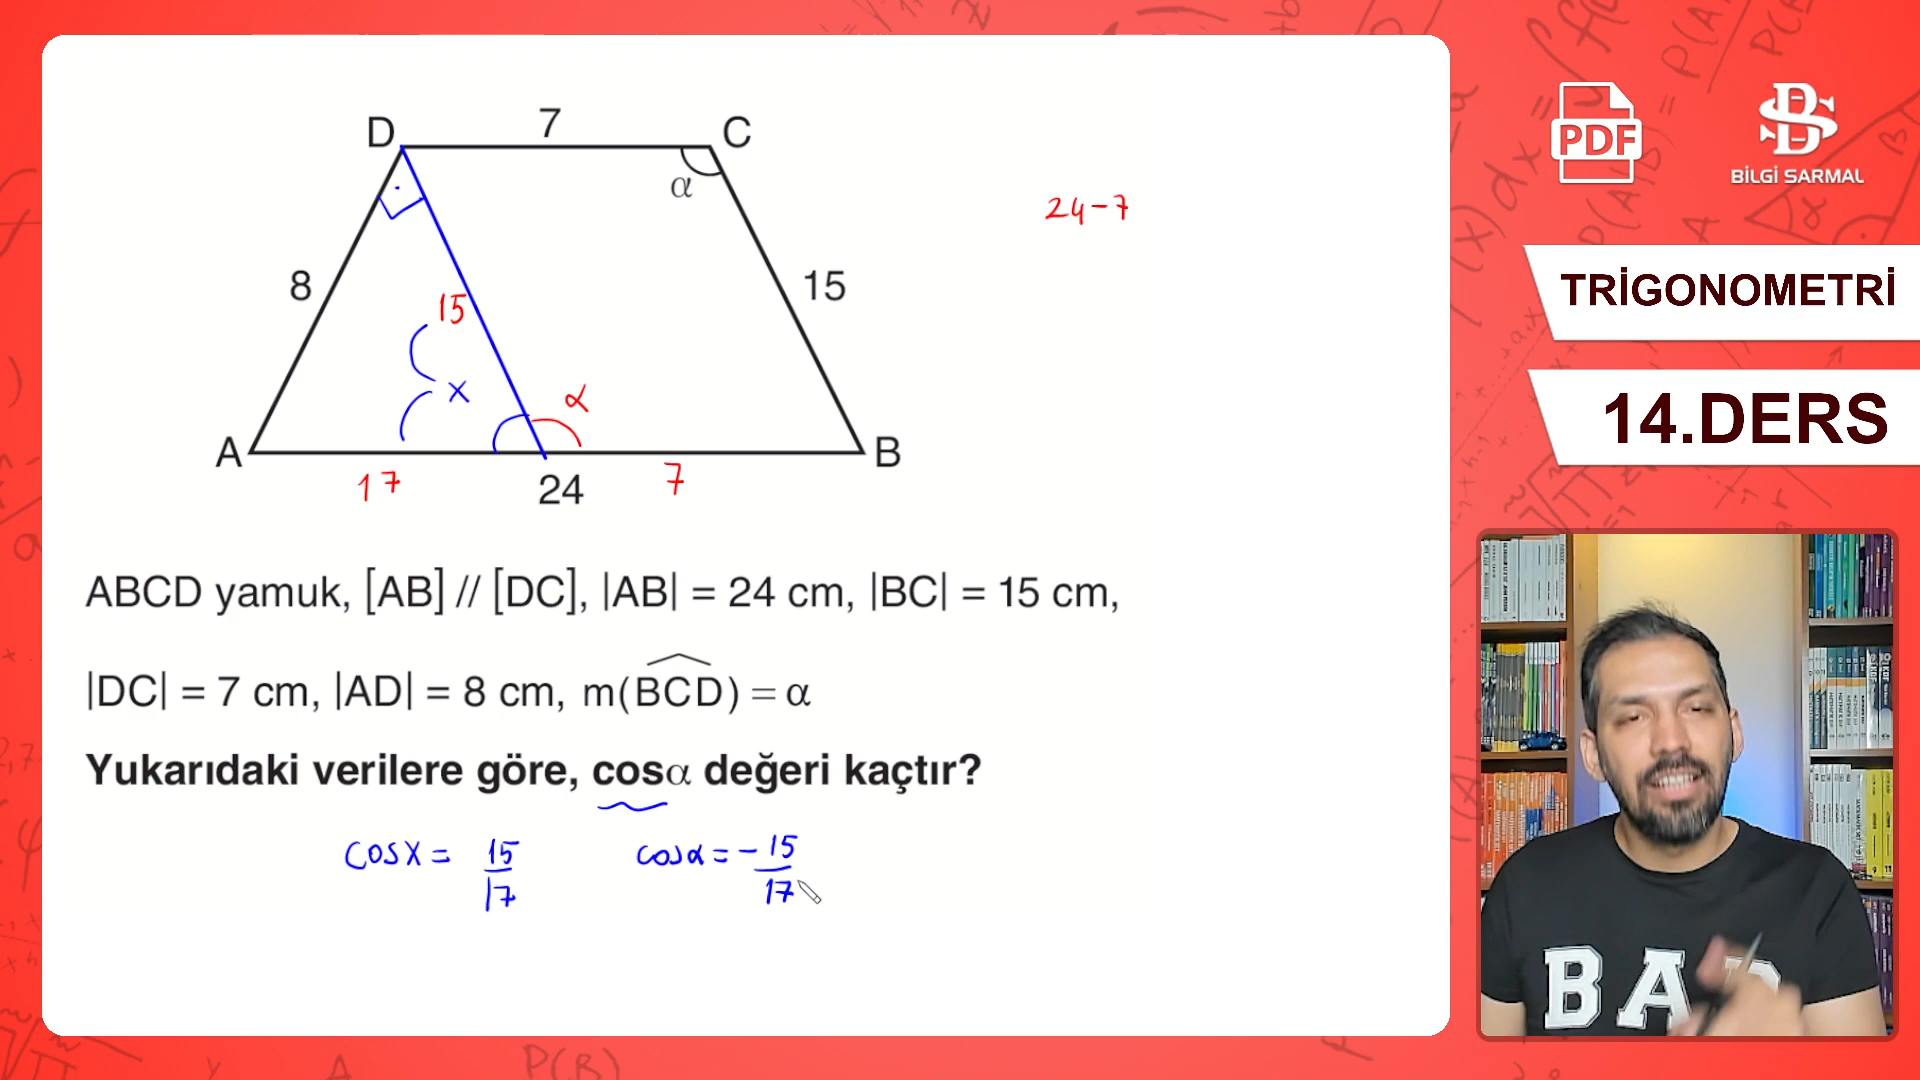 D 7 C
α
24-7
8
15
15
x
α
A
B
17
24
7
ABCD yamuk, [AB] // [DC], |AB| = 24 cm, |BC| = 15 cm,
|DC| = 7 cm, |AD| = 8 cm, m(BCD) = α
Yukarıdaki verilere göre, cosα değeri kaçtır?
cosx = 15/17 cosα = -15/17
PDF
BS
BİLGİ SARMAL
TRİGONOMETRİ
14.DERS
BAD
P(B)